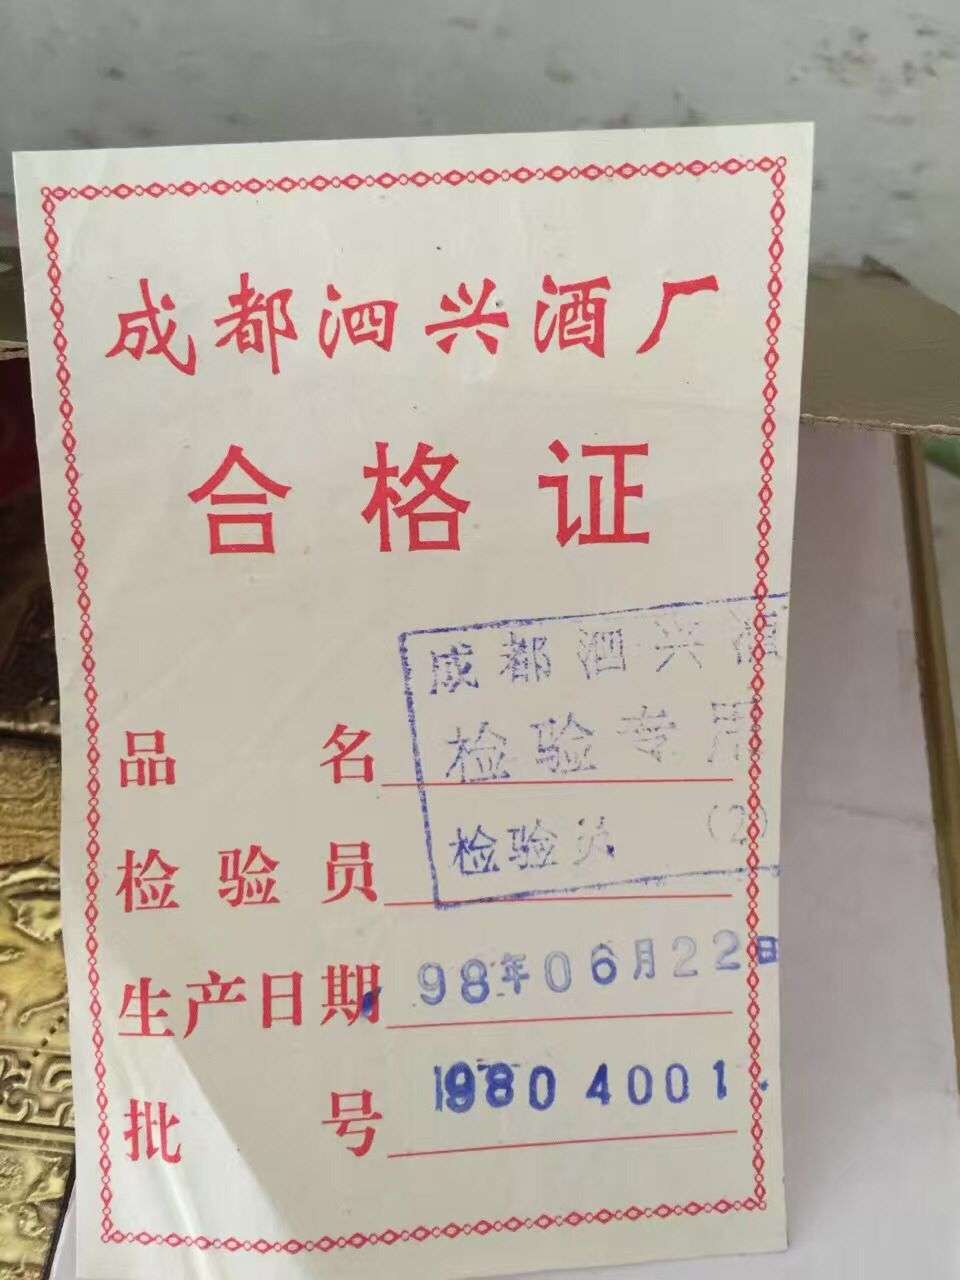 成都泗兴酒厂
合格证
成都泗兴酒
检验专用
品名
检验员 (2)
检验员
生产日期 98年06月22日
批号 19804001